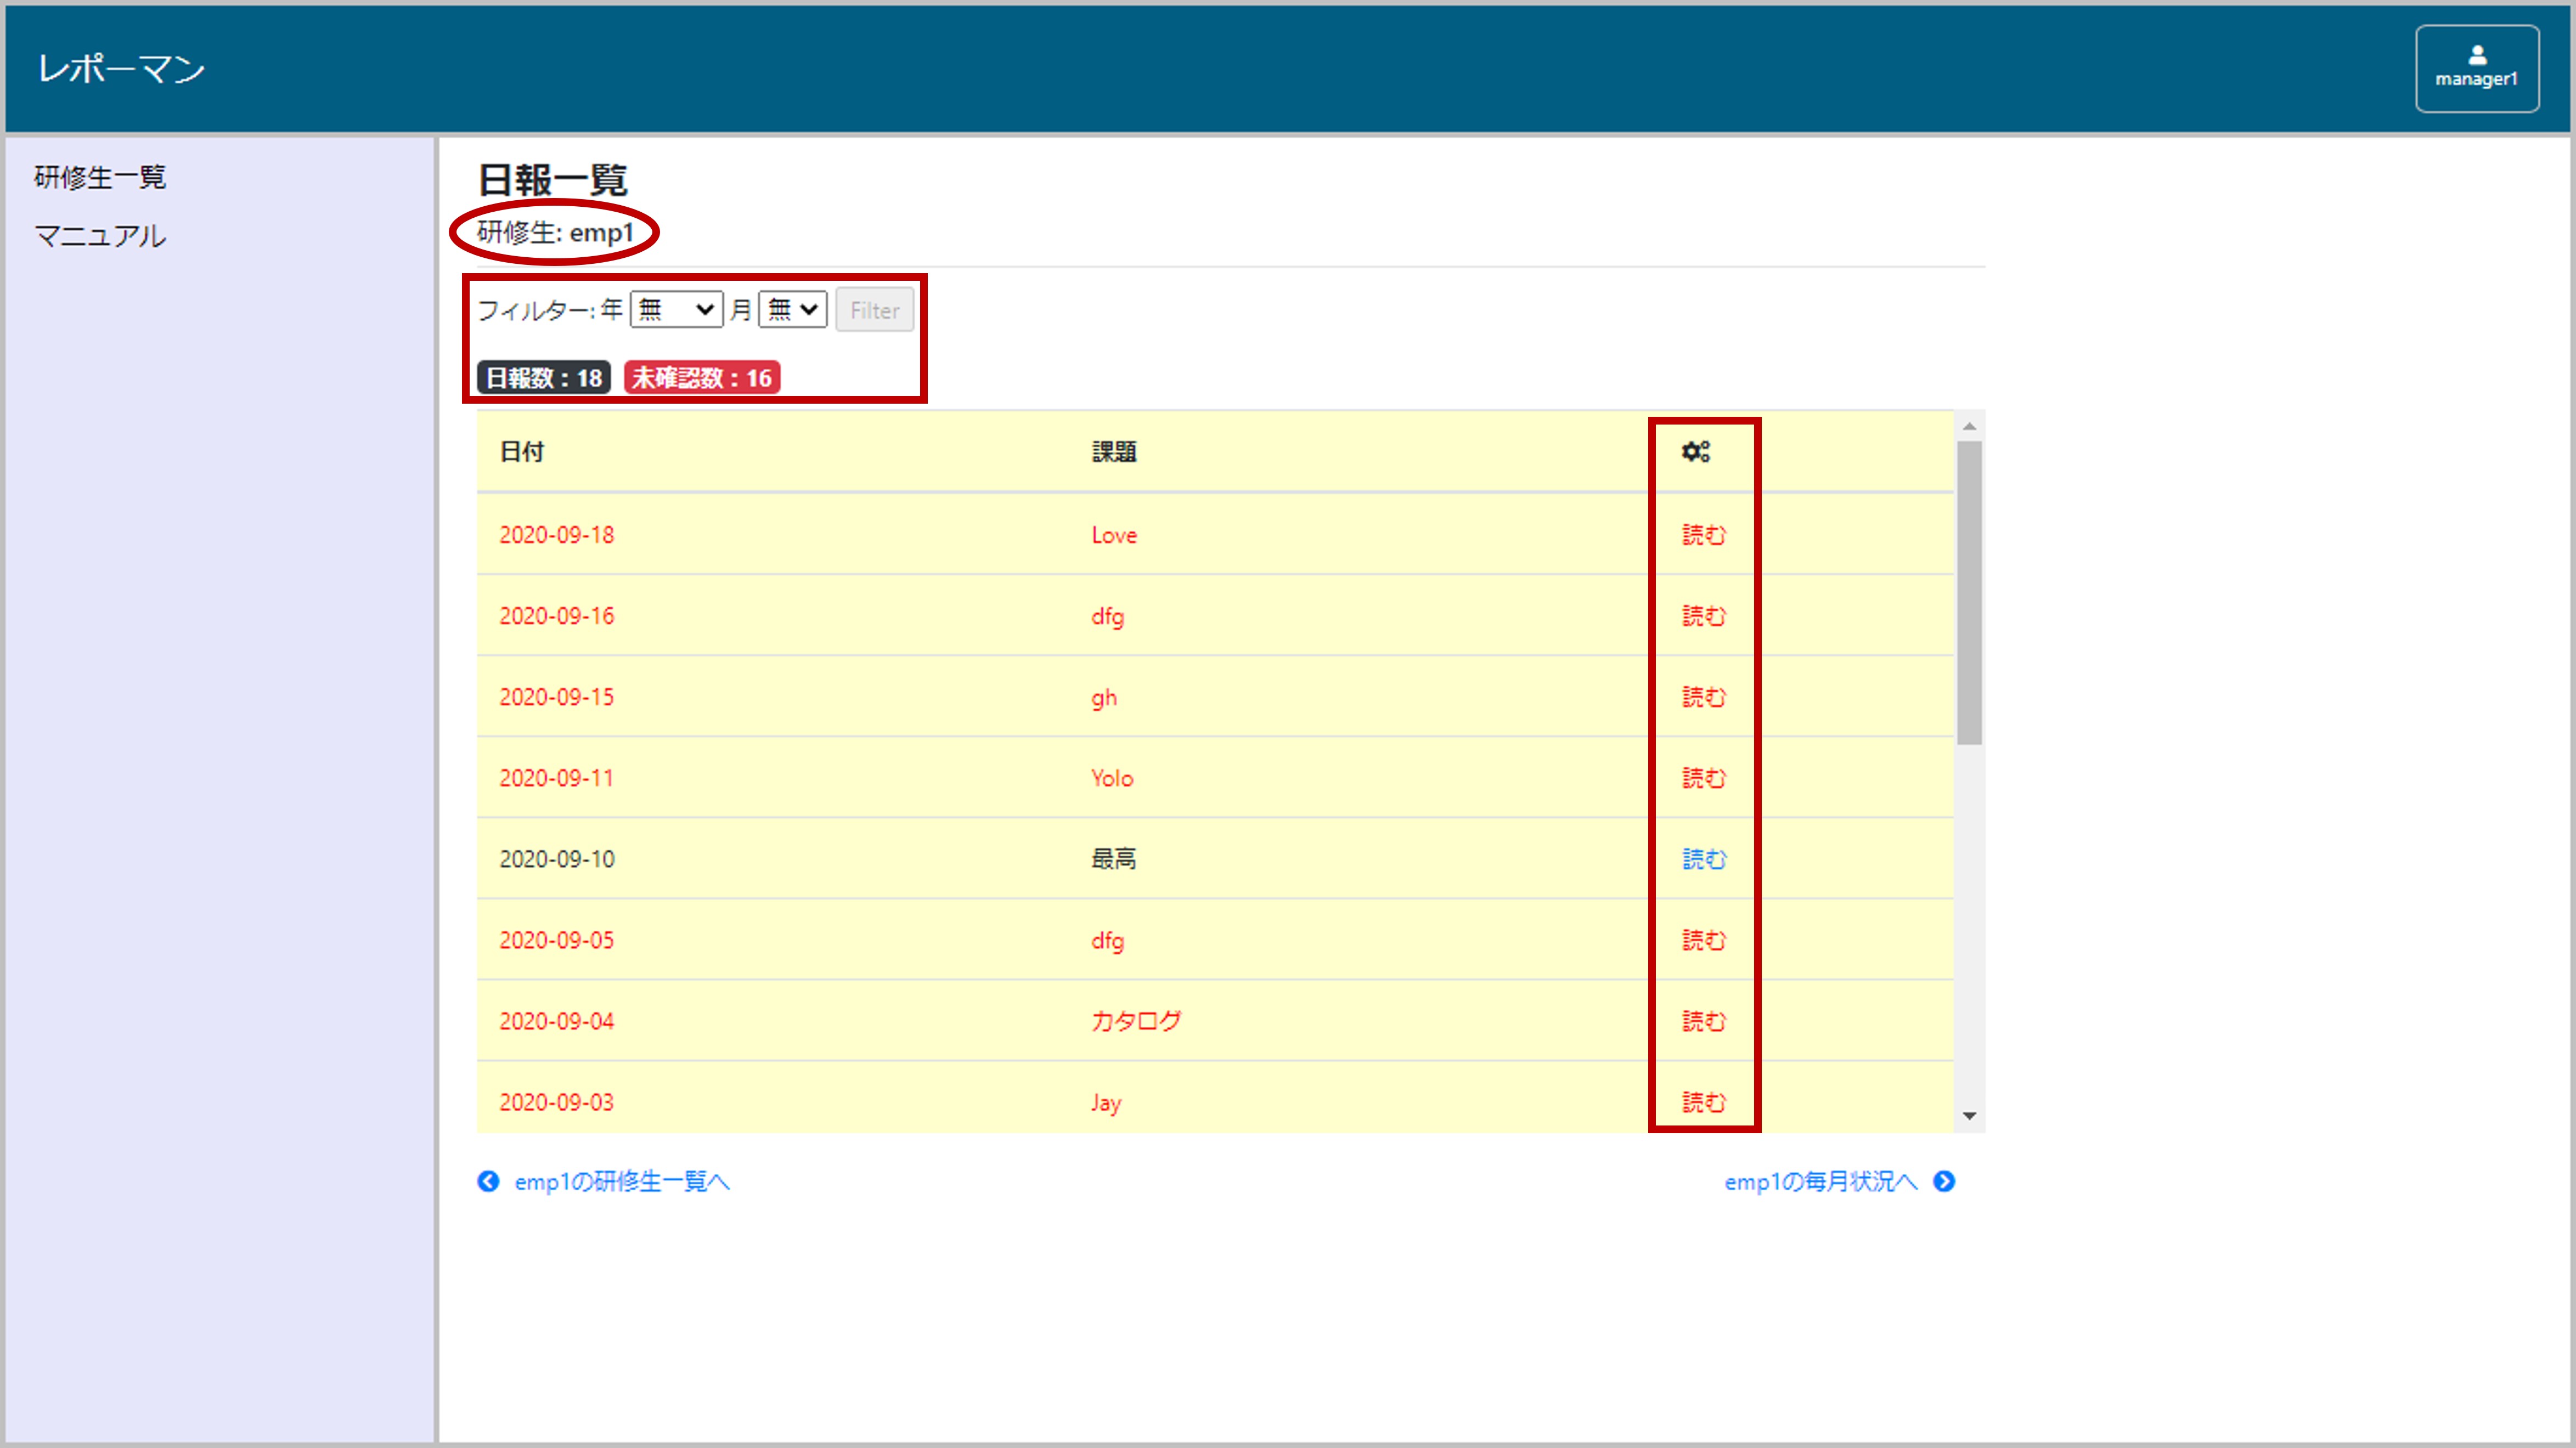 レポーマン
manager1
研修生一覧
マニュアル
日報一覧
研修生: emp1
フィルター: 年 無 月 無 Filter
日報数：18 未確認数：16
日付 課題
2020-09-18 Love 読む
2020-09-16 dfg 読む
2020-09-15 gh 読む
2020-09-11 Yolo 読む
2020-09-10 最高 読む
2020-09-05 dfg 読む
2020-09-04 カタログ 読む
2020-09-03 Jay 読む
emp1の研修生一覧へ emp1の毎月状況へ